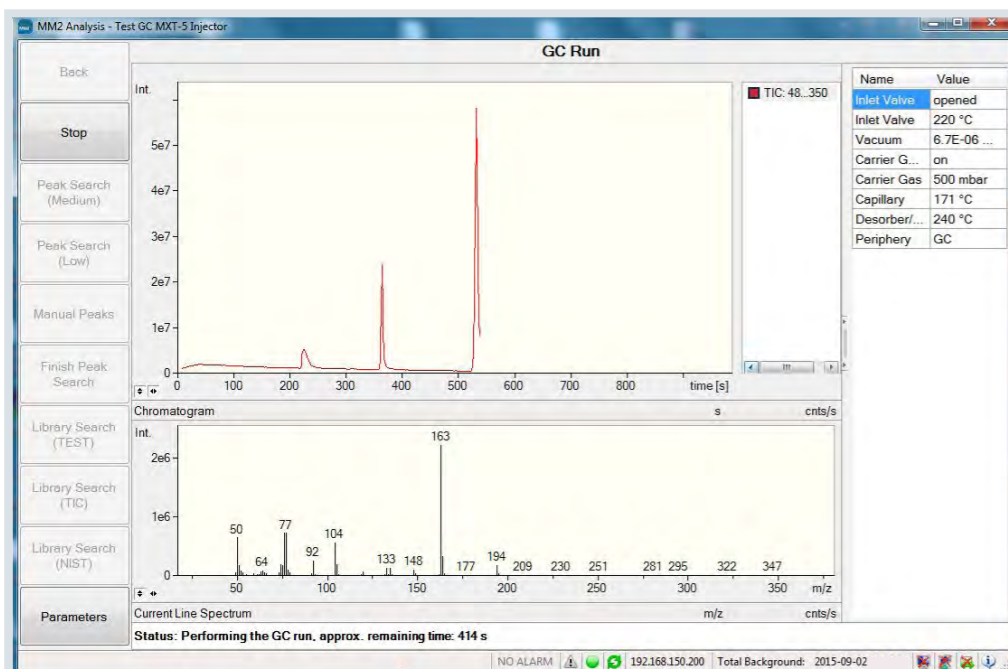 MM2 Analysis - Test GC MXT-5 Injector
GC Run
Back
Stop
Peak Search
(Medium)
Peak Search
(Low)
Manual Peaks
Finish Peak
Search
Library Search
(TEST)
Library Search
(TIC)
Library Search
(NIST)
Parameters
Int.
5e7
4e7
3e7
2e7
1e7
0
0 100 200 300 400 500 600 700 800 time [s]
TIC: 48...350
Chromatogram s cnts/s
Int.
2e6
1e6
0
50 64 77 92 104 133 148 163 177 194 209 230 251 281 295 322 347
50 100 150 200 250 300 350 m/z
Current Line Spectrum m/z cnts/s
Status: Performing the GC run, approx. remaining time: 414 s
Name Value
Inlet Valve opened
Inlet Valve 220 °C
Vacuum 6.7E-06 ...
Carrier G... on
Carrier Gas 500 mbar
Capillary 171 °C
Desorber/... 240 °C
Periphery GC
NO ALARM 192.168.150.200 Total Background: 2015-09-02